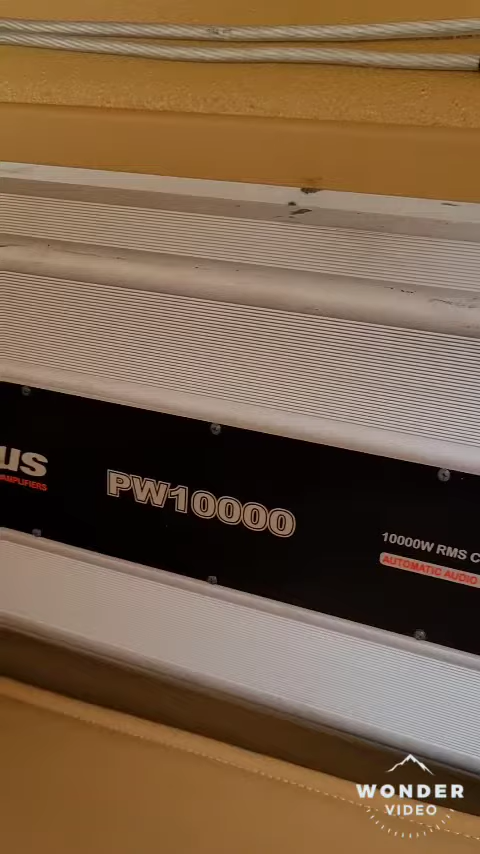 us
AMPLIFIERS
PW10000
10000W RMS C
AUTOMATIC AUDIO
WONDER
VIDEO